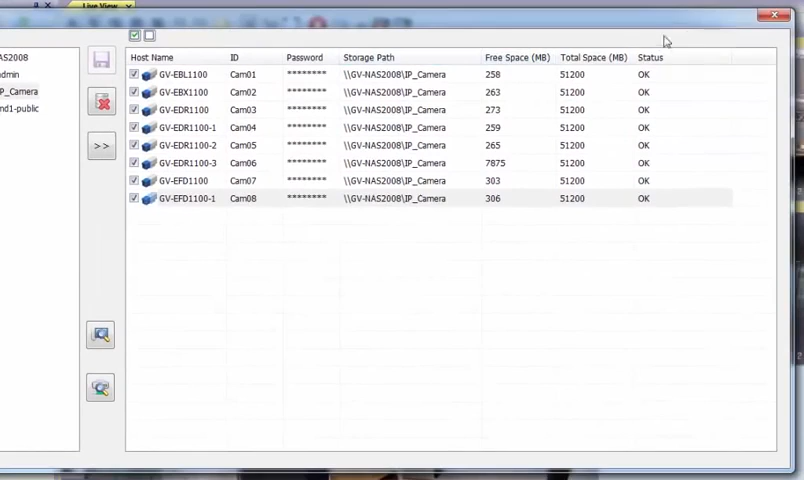 Live View
AS2008
dmin
P_Camera
md1-public
>>
Host Name ID Password Storage Path Free Space (MB) Total Space (MB) Status
GV-EBL1100 Cam01 ******** \\GV-NAS2008\IP_Camera 258 51200 OK
GV-EBX1100 Cam02 ******** \\GV-NAS2008\IP_Camera 263 51200 OK
GV-EDR1100 Cam03 ******** \\GV-NAS2008\IP_Camera 273 51200 OK
GV-EDR1100-1 Cam04 ******** \\GV-NAS2008\IP_Camera 259 51200 OK
GV-EDR1100-2 Cam05 ******** \\GV-NAS2008\IP_Camera 265 51200 OK
GV-EDR1100-3 Cam06 ******** \\GV-NAS2008\IP_Camera 7875 51200 OK
GV-EFD1100 Cam07 ******** \\GV-NAS2008\IP_Camera 303 51200 OK
GV-EFD1100-1 Cam08 ******** \\GV-NAS2008\IP_Camera 306 51200 OK